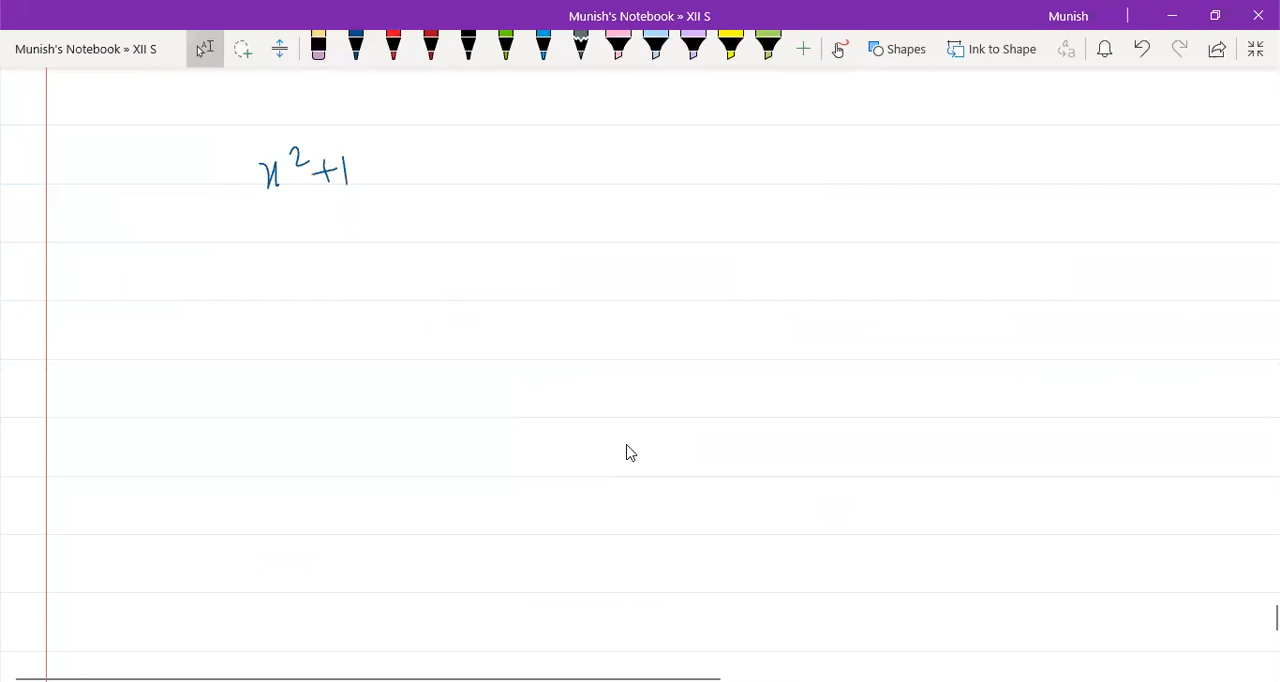 Munish's Notebook » XII S
Munish
Munish's Notebook » XII S
Shapes
Ink to Shape
x²+1